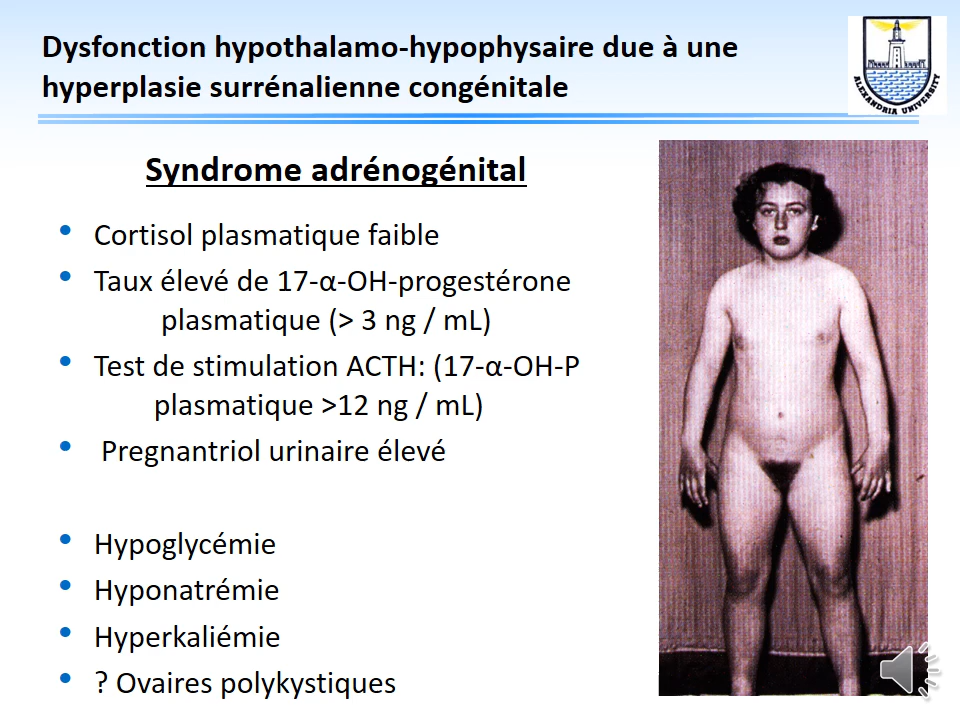 Dysfonction hypothalamo-hypophysaire due à une
hyperplasie surrénalienne congénitale
ALEXANDRIA UNIVERSITY
Syndrome adrénogénital
• Cortisol plasmatique faible
• Taux élevé de 17-α-OH-progestérone
plasmatique (> 3 ng / mL)
• Test de stimulation ACTH: (17-α-OH-P
plasmatique >12 ng / mL)
• Pregnantriol urinaire élevé
• Hypoglycémie
• Hyponatrémie
• Hyperkaliémie
• ? Ovaires polykystiques